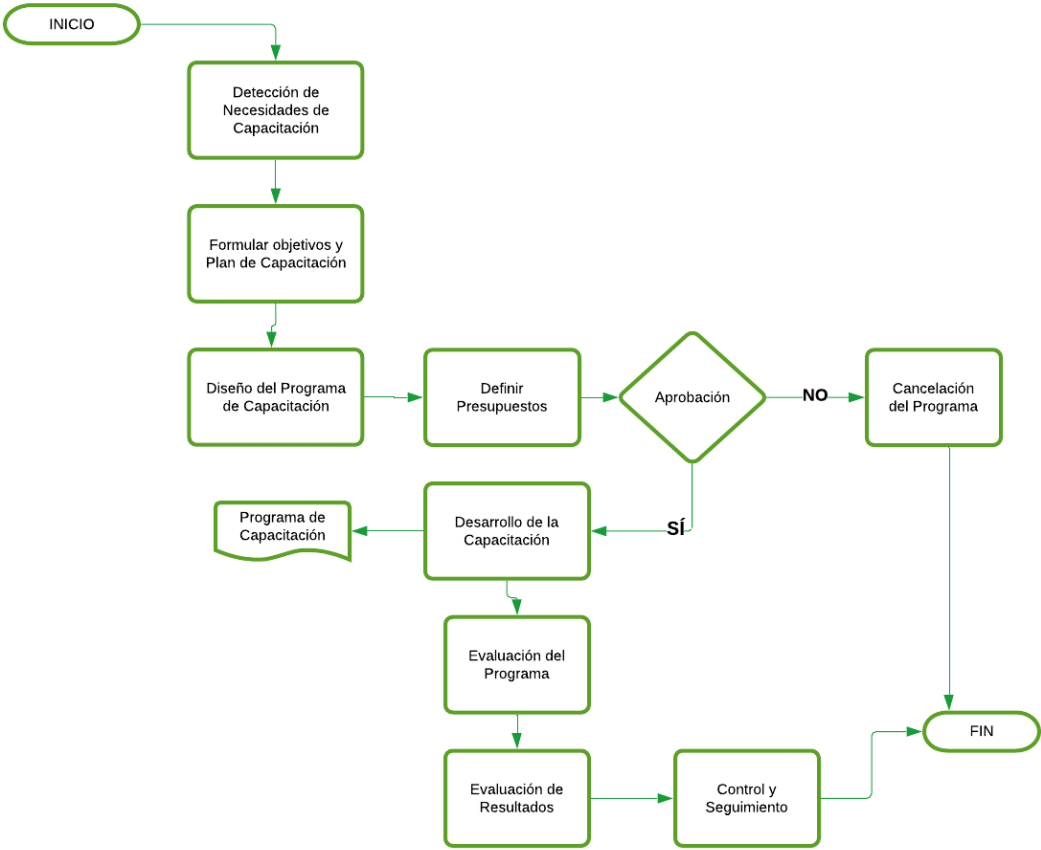 INICIO
Detección de
Necesidades de
Capacitación
Formular objetivos y
Plan de Capacitación
Diseño del Programa
de Capacitación
Definir
Presupuestos
Aprobación
NO
Cancelación
del Programa
SÍ
Desarrollo de la
Capacitación
Programa de
Capacitación
Evaluación del
Programa
Evaluación de
Resultados
Control y
Seguimiento
FIN